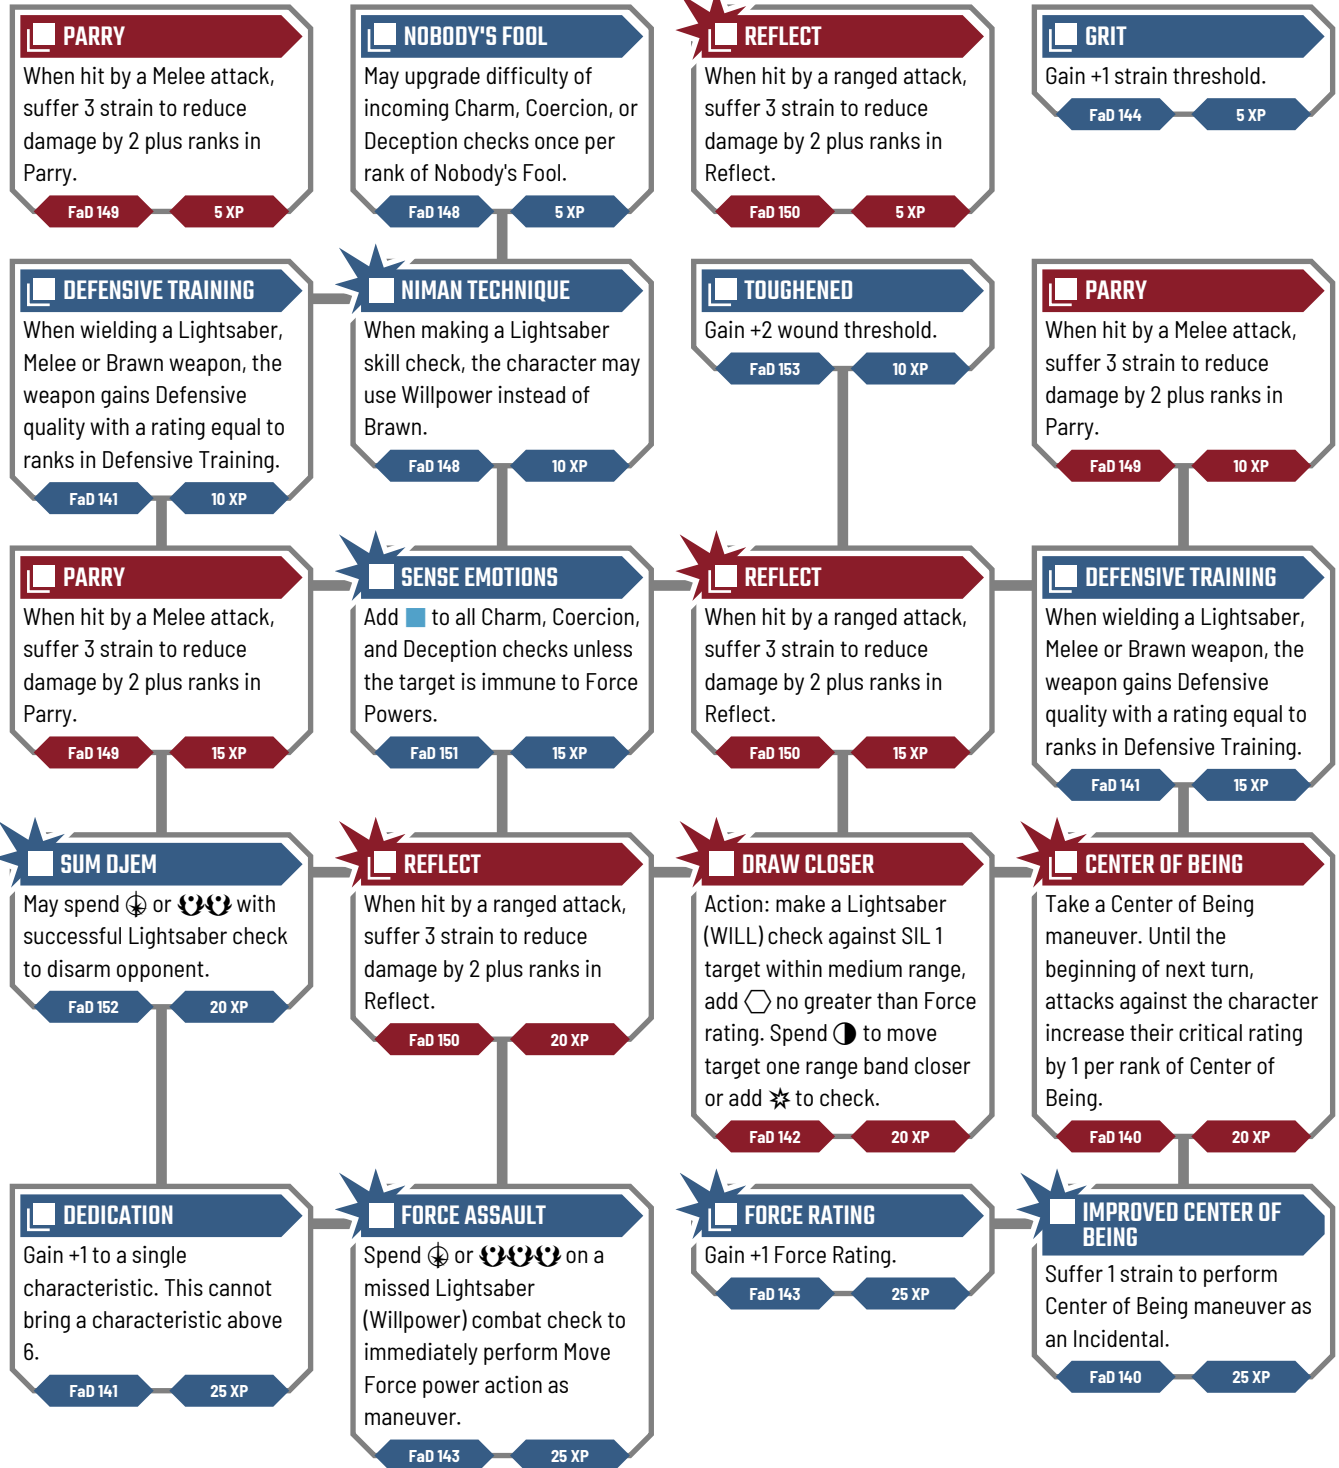 PARRY
When hit by a Melee attack,
suffer 3 strain to reduce
damage by 2 plus ranks in
Parry.
FaD 149
5 XP
NOBODY'S FOOL
May upgrade difficulty of
incoming Charm, Coercion, or
Deception checks once per
rank of Nobody's Fool.
FaD 148
5 XP
REFLECT
When hit by a ranged attack,
suffer 3 strain to reduce
damage by 2 plus ranks in
Reflect.
FaD 150
5 XP
GRIT
Gain +1 strain threshold.
FaD 144
5 XP
DEFENSIVE TRAINING
When wielding a Lightsaber,
Melee or Brawn weapon, the
weapon gains Defensive
quality with a rating equal to
ranks in Defensive Training.
FaD 141
10 XP
NIMAN TECHNIQUE
When making a Lightsaber
skill check, the character may
use Willpower instead of
Brawn.
FaD 148
10 XP
TOUGHENED
Gain +2 wound threshold.
FaD 153
10 XP
PARRY
When hit by a Melee attack,
suffer 3 strain to reduce
damage by 2 plus ranks in
Parry.
FaD 149
10 XP
PARRY
When hit by a Melee attack,
suffer 3 strain to reduce
damage by 2 plus ranks in
Parry.
FaD 149
15 XP
SENSE EMOTIONS
Add to all Charm, Coercion,
and Deception checks unless
the target is immune to Force
Powers.
FaD 151
15 XP
REFLECT
When hit by a ranged attack,
suffer 3 strain to reduce
damage by 2 plus ranks in
Reflect.
FaD 150
15 XP
DEFENSIVE TRAINING
When wielding a Lightsaber,
Melee or Brawn weapon, the
weapon gains Defensive
quality with a rating equal to
ranks in Defensive Training.
FaD 141
15 XP
SUM DJEM
May spend or with
successful Lightsaber check
to disarm opponent.
FaD 152
20 XP
REFLECT
When hit by a ranged attack,
suffer 3 strain to reduce
damage by 2 plus ranks in
Reflect.
FaD 150
20 XP
DRAW CLOSER
Action: make a Lightsaber
(WILL) check against SIL 1
target within medium range,
add no greater than Force
rating. Spend to move
target one range band closer
or add to check.
FaD 142
20 XP
CENTER OF BEING
Take a Center of Being
maneuver. Until the
beginning of next turn,
attacks against the character
increase their critical rating
by 1 per rank of Center of
Being.
FaD 140
20 XP
DEDICATION
Gain +1 to a single
characteristic. This cannot
bring a characteristic above
6.
FaD 141
25 XP
FORCE ASSAULT
Spend or on a
missed Lightsaber
(Willpower) combat check to
immediately perform Move
Force power action as
maneuver.
FaD 143
25 XP
FORCE RATING
Gain +1 Force Rating.
FaD 143
25 XP
IMPROVED CENTER OF
BEING
Suffer 1 strain to perform
Center of Being maneuver as
an Incidental.
FaD 140
25 XP